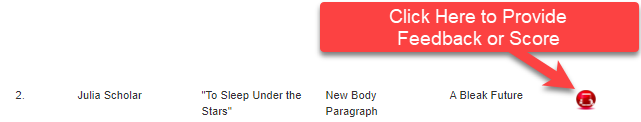 Click Here to Provide
Feedback or Score
2. Julia Scholar "To Sleep Under the New Body A Bleak Future
Stars" Paragraph